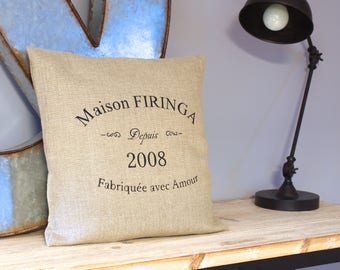 Maison FIRINGA
Depuis
2008
Fabriquée avec Amour